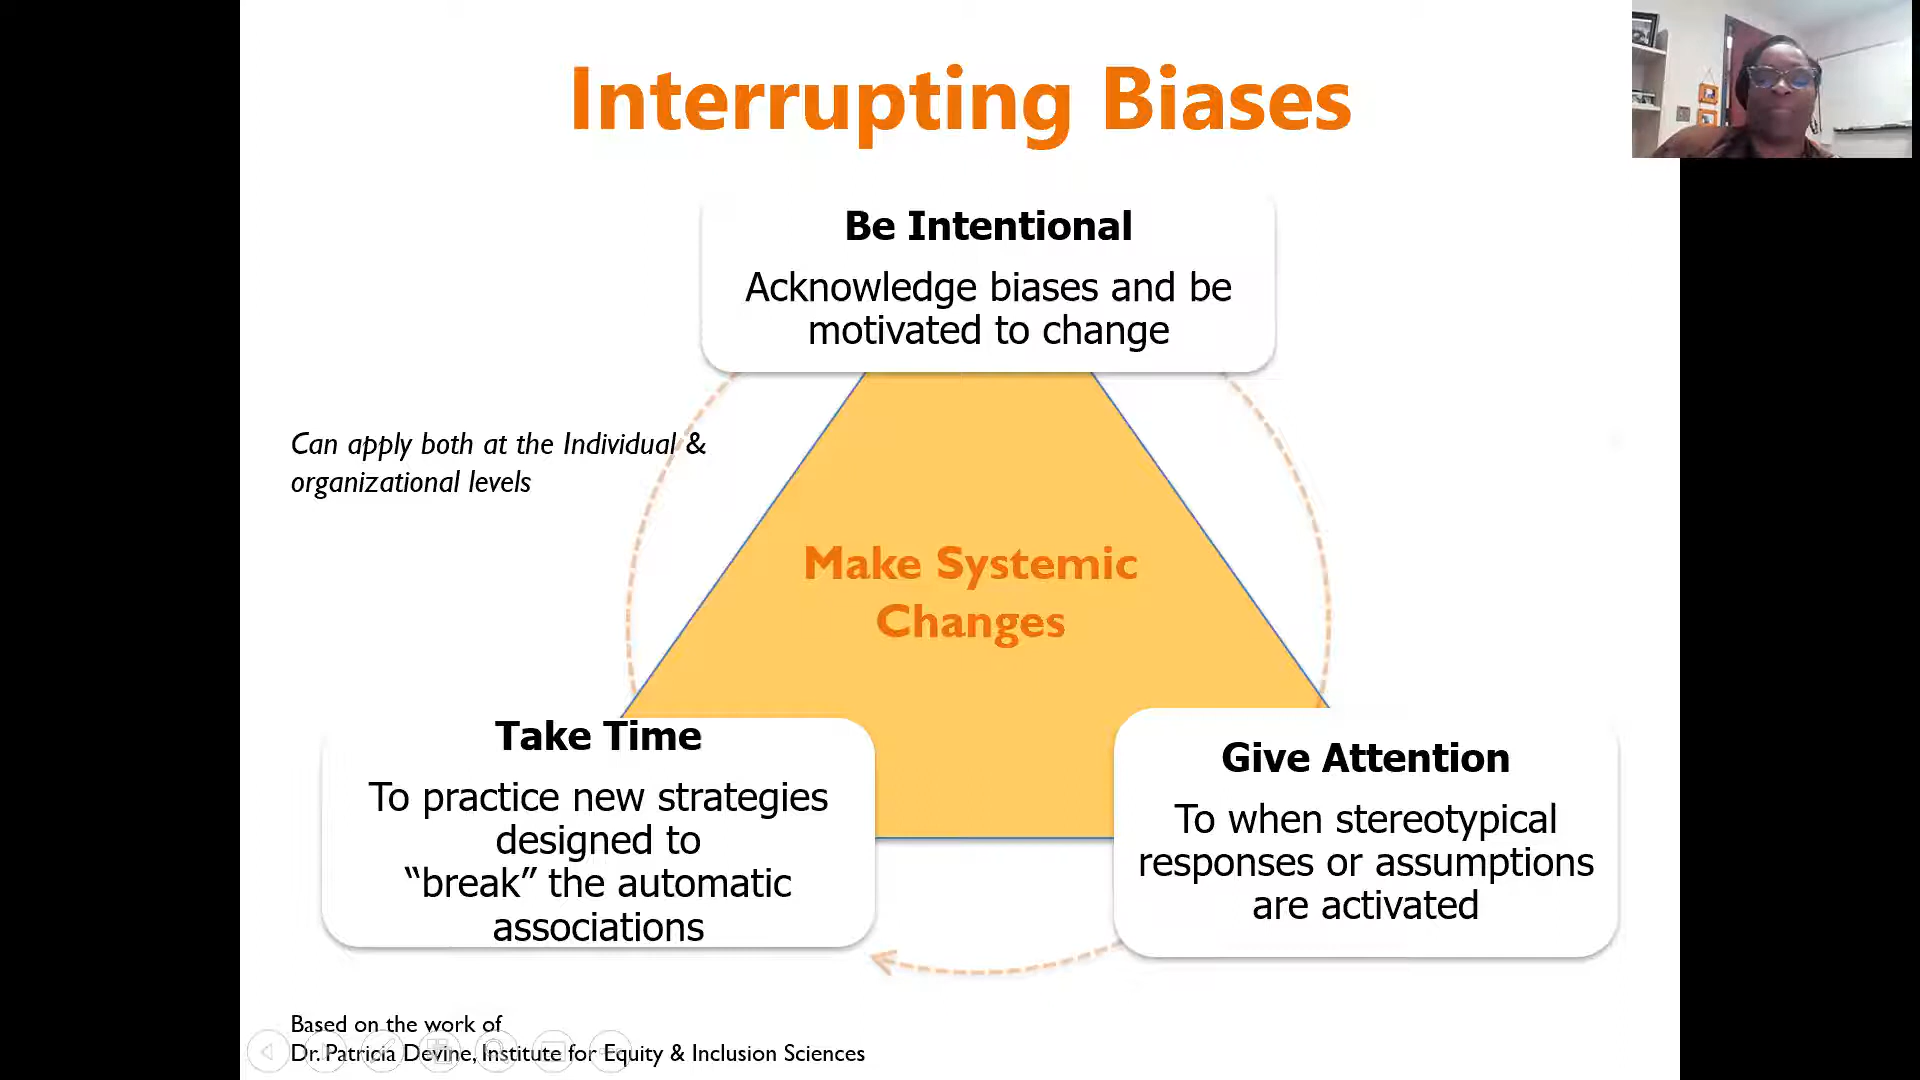 Interrupting Biases
Be Intentional
Acknowledge biases and be
motivated to change
Can apply both at the Individual &
organizational levels
Make Systemic
Changes
Take Time
To practice new strategies
designed to
“break” the automatic
associations
Give Attention
To when stereotypical
responses or assumptions
are activated
Based on the work of
Dr. Patricia Devine, Institute for Equity & Inclusion Sciences